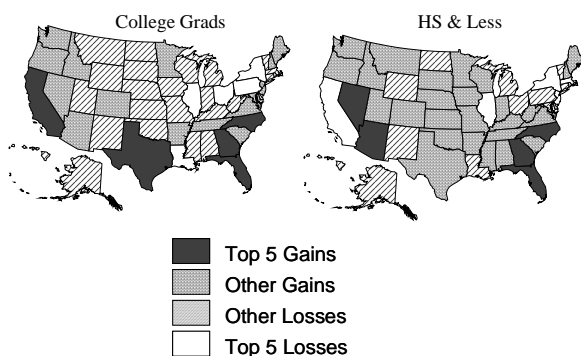 College Grads
HS & Less
Top 5 Gains
Other Gains
Other Losses
Top 5 Losses